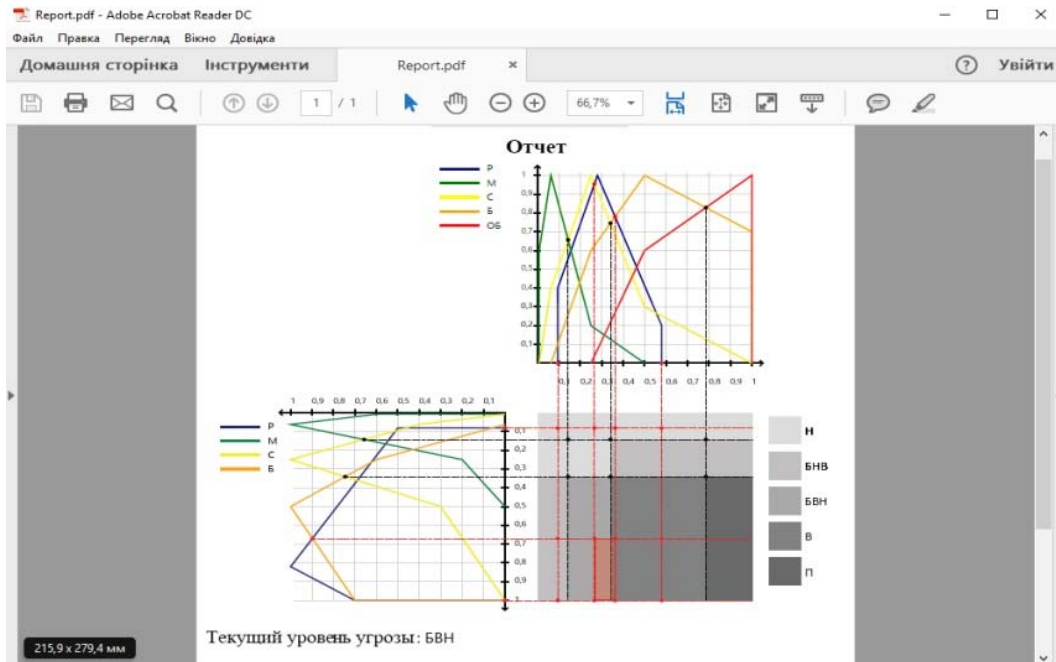 Report.pdf - Adobe Acrobat Reader DC
Файл Правка Перегляд Вікно Довідка
Домашня сторінка Інструменти Report.pdf × ? Увійти
1 / 1 66,7%
Отчет
Р
М
С
Б
ОБ
1
0,9
0,8
0,7
0,6
0,5
0,4
0,3
0,2
0,1
0,1 0,2 0,3 0,4 0,5 0,6 0,7 0,8 0,9 1
1 0,9 0,8 0,7 0,6 0,5 0,4 0,3 0,2 0,1
Р
М
С
Б
0,1
0,3
0,4
0,5
0,6
0,7
0,8
0,9
1
Н
БНВ
БВН
В
П
Текущий уровень угрозы: БВН
215,9 x 279,4 мм